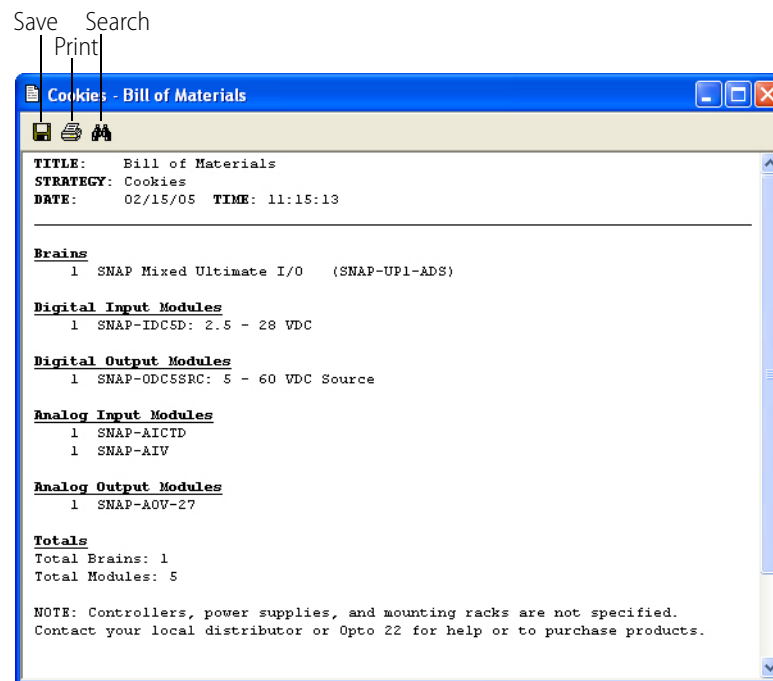 Save Search
Print
Cookies - Bill of Materials
TITLE: Bill of Materials
STRATEGY: Cookies
DATE: 02/15/05 TIME: 11:15:13
Brains
1 SNAP Mixed Ultimate I/O (SNAP-UP1-ADS)
Digital Input Modules
1 SNAP-IDC5D: 2.5 - 28 VDC
Digital Output Modules
1 SNAP-ODC5SRC: 5 - 60 VDC Source
Analog Input Modules
1 SNAP-AICTD
1 SNAP-AIV
Analog Output Modules
1 SNAP-AOV-27
Totals
Total Brains: 1
Total Modules: 5
NOTE: Controllers, power supplies, and mounting racks are not specified.
Contact your local distributor or Opto 22 for help or to purchase products.